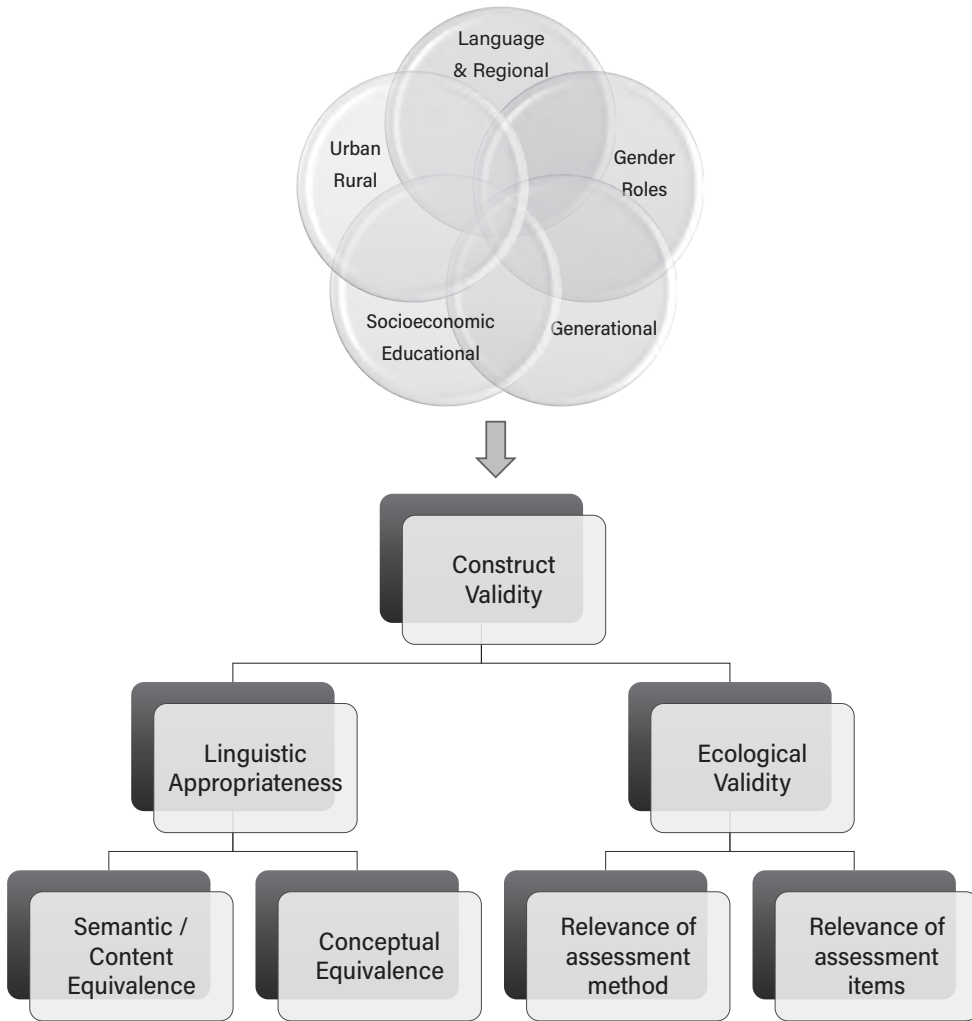 Language
& Regional
Urban
Rural
Gender
Roles
Socioeconomic
Educational
Generational
Construct
Validity
Linguistic
Appropriateness
Ecological
Validity
Semantic /
Content
Equivalence
Conceptual
Equivalence
Relevance of
assessment
method
Relevance of
assessment
items